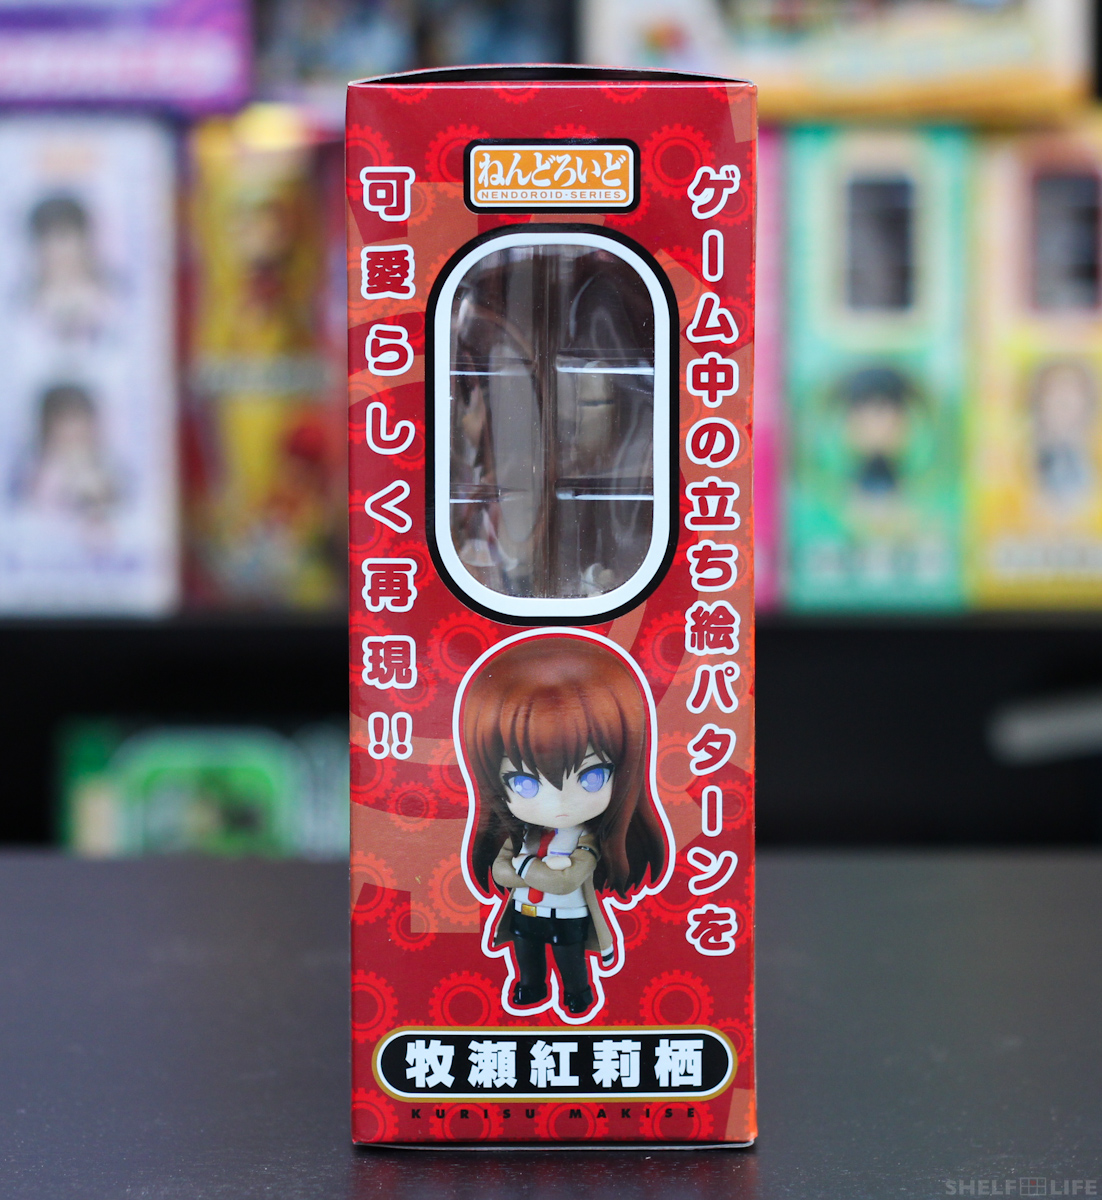 ねんどろいど
NENDOROID·SERIES
ゲーム中の立ち絵パターンを
可愛らしく再現!!
牧瀬紅莉栖
KURISU MAKISE
SHELF LIFE